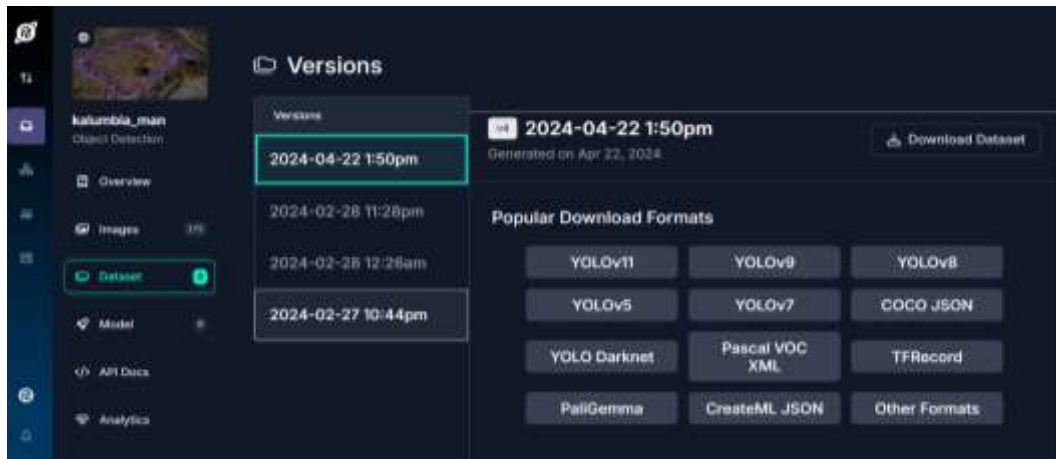 kalumbia_man
Object Detection
Overview
Images
Dataset
Model
</> API Docs
Analytics
Versions
Versions
2024-04-22 1:50pm
2024-02-28 11:28pm
2024-02-28 12:26am
2024-02-27 10:44pm
v4 2024-04-22 1:50pm
Generated on Apr 22, 2024
Download Dataset
Popular Download Formats
YOLOv11 YOLOv9 YOLOv8
YOLOv5 YOLOv7 COCO JSON
YOLO Darknet Pascal VOC XML TFRecord
PaliGemma CreateML JSON Other Formats